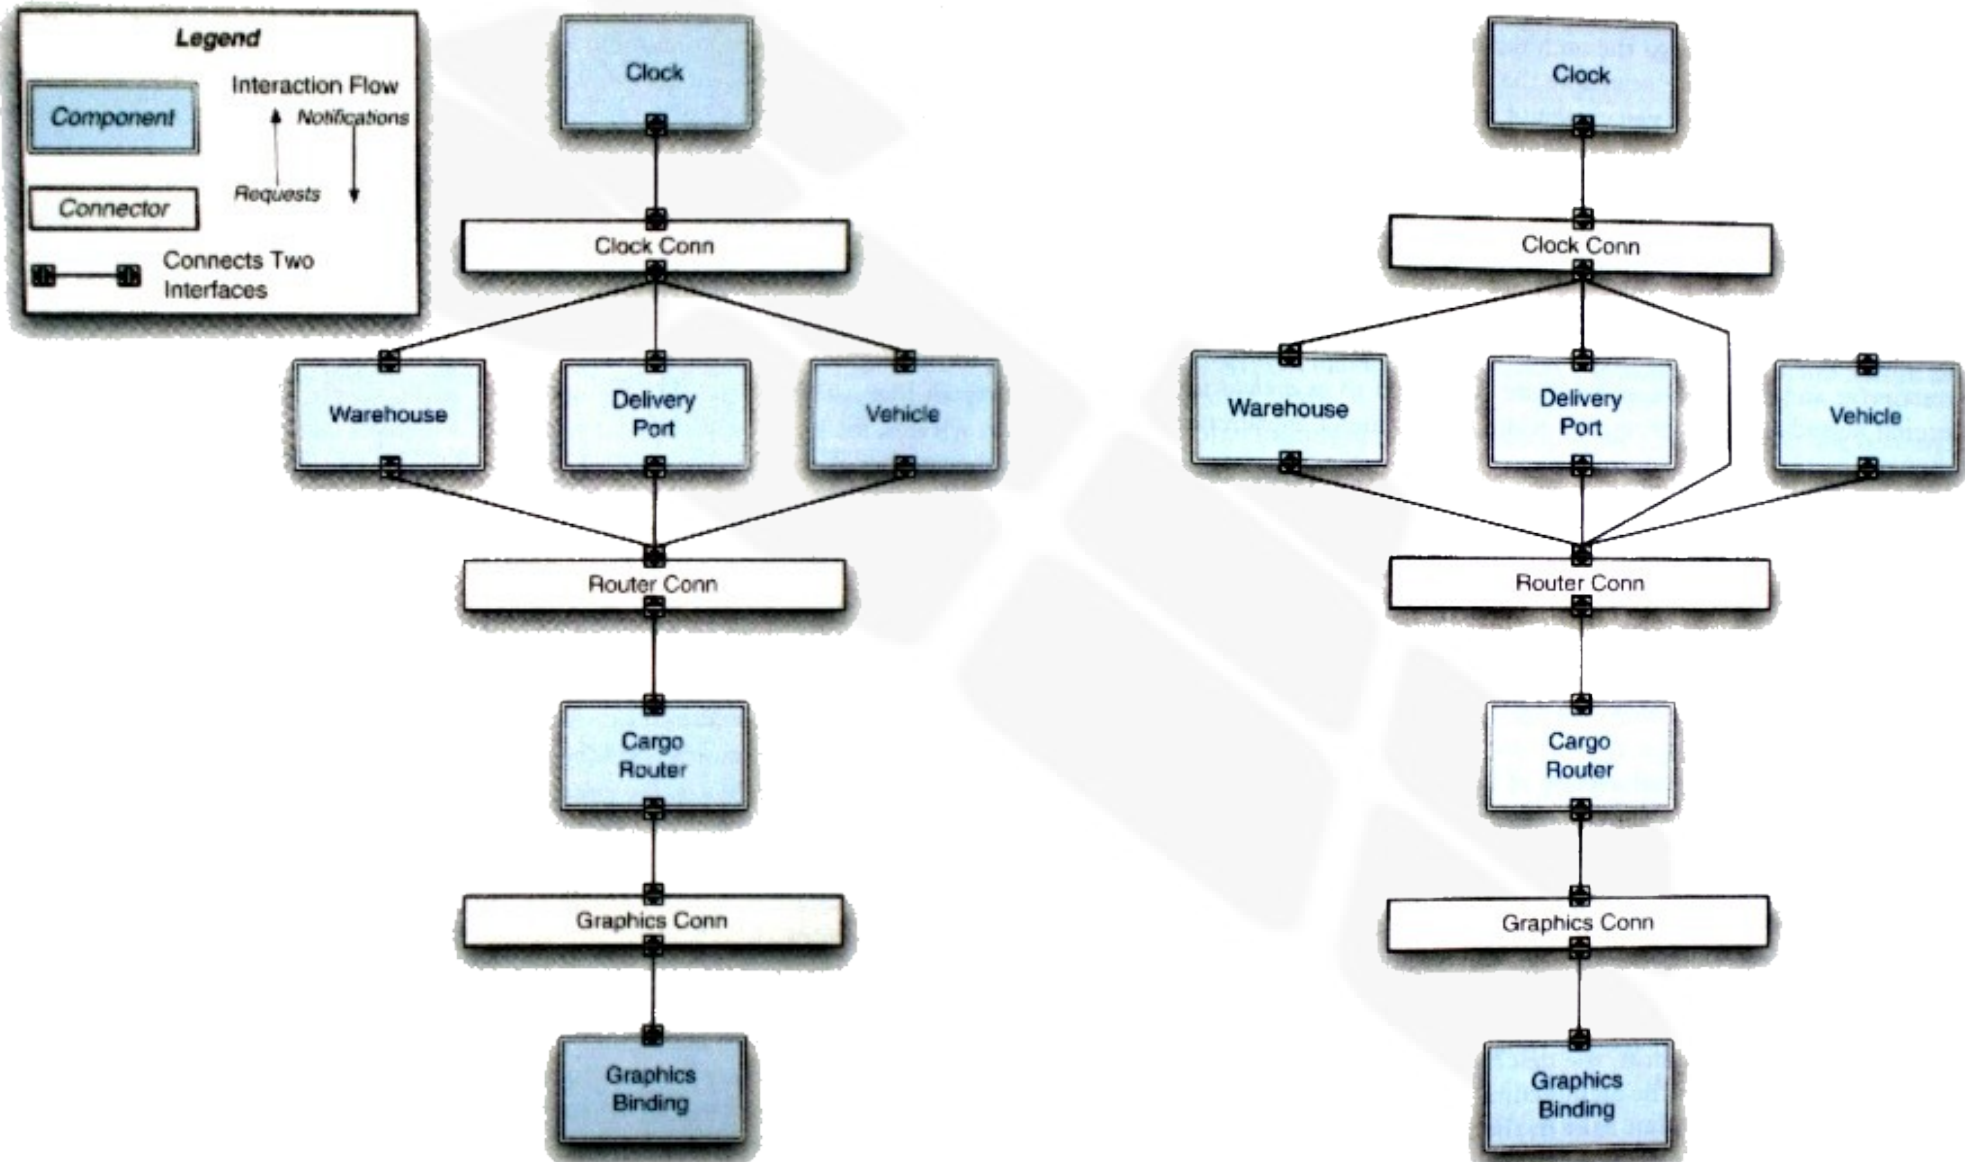 Legend
Component
Interaction Flow
Notifications
Requests
Connector
Connects Two
Interfaces
Clock
Clock Conn
Warehouse
Delivery
Port
Vehicle
Router Conn
Cargo
Router
Graphics Conn
Graphics
Binding
Clock
Clock Conn
Warehouse
Delivery
Port
Vehicle
Router Conn
Cargo
Router
Graphics Conn
Graphics
Binding